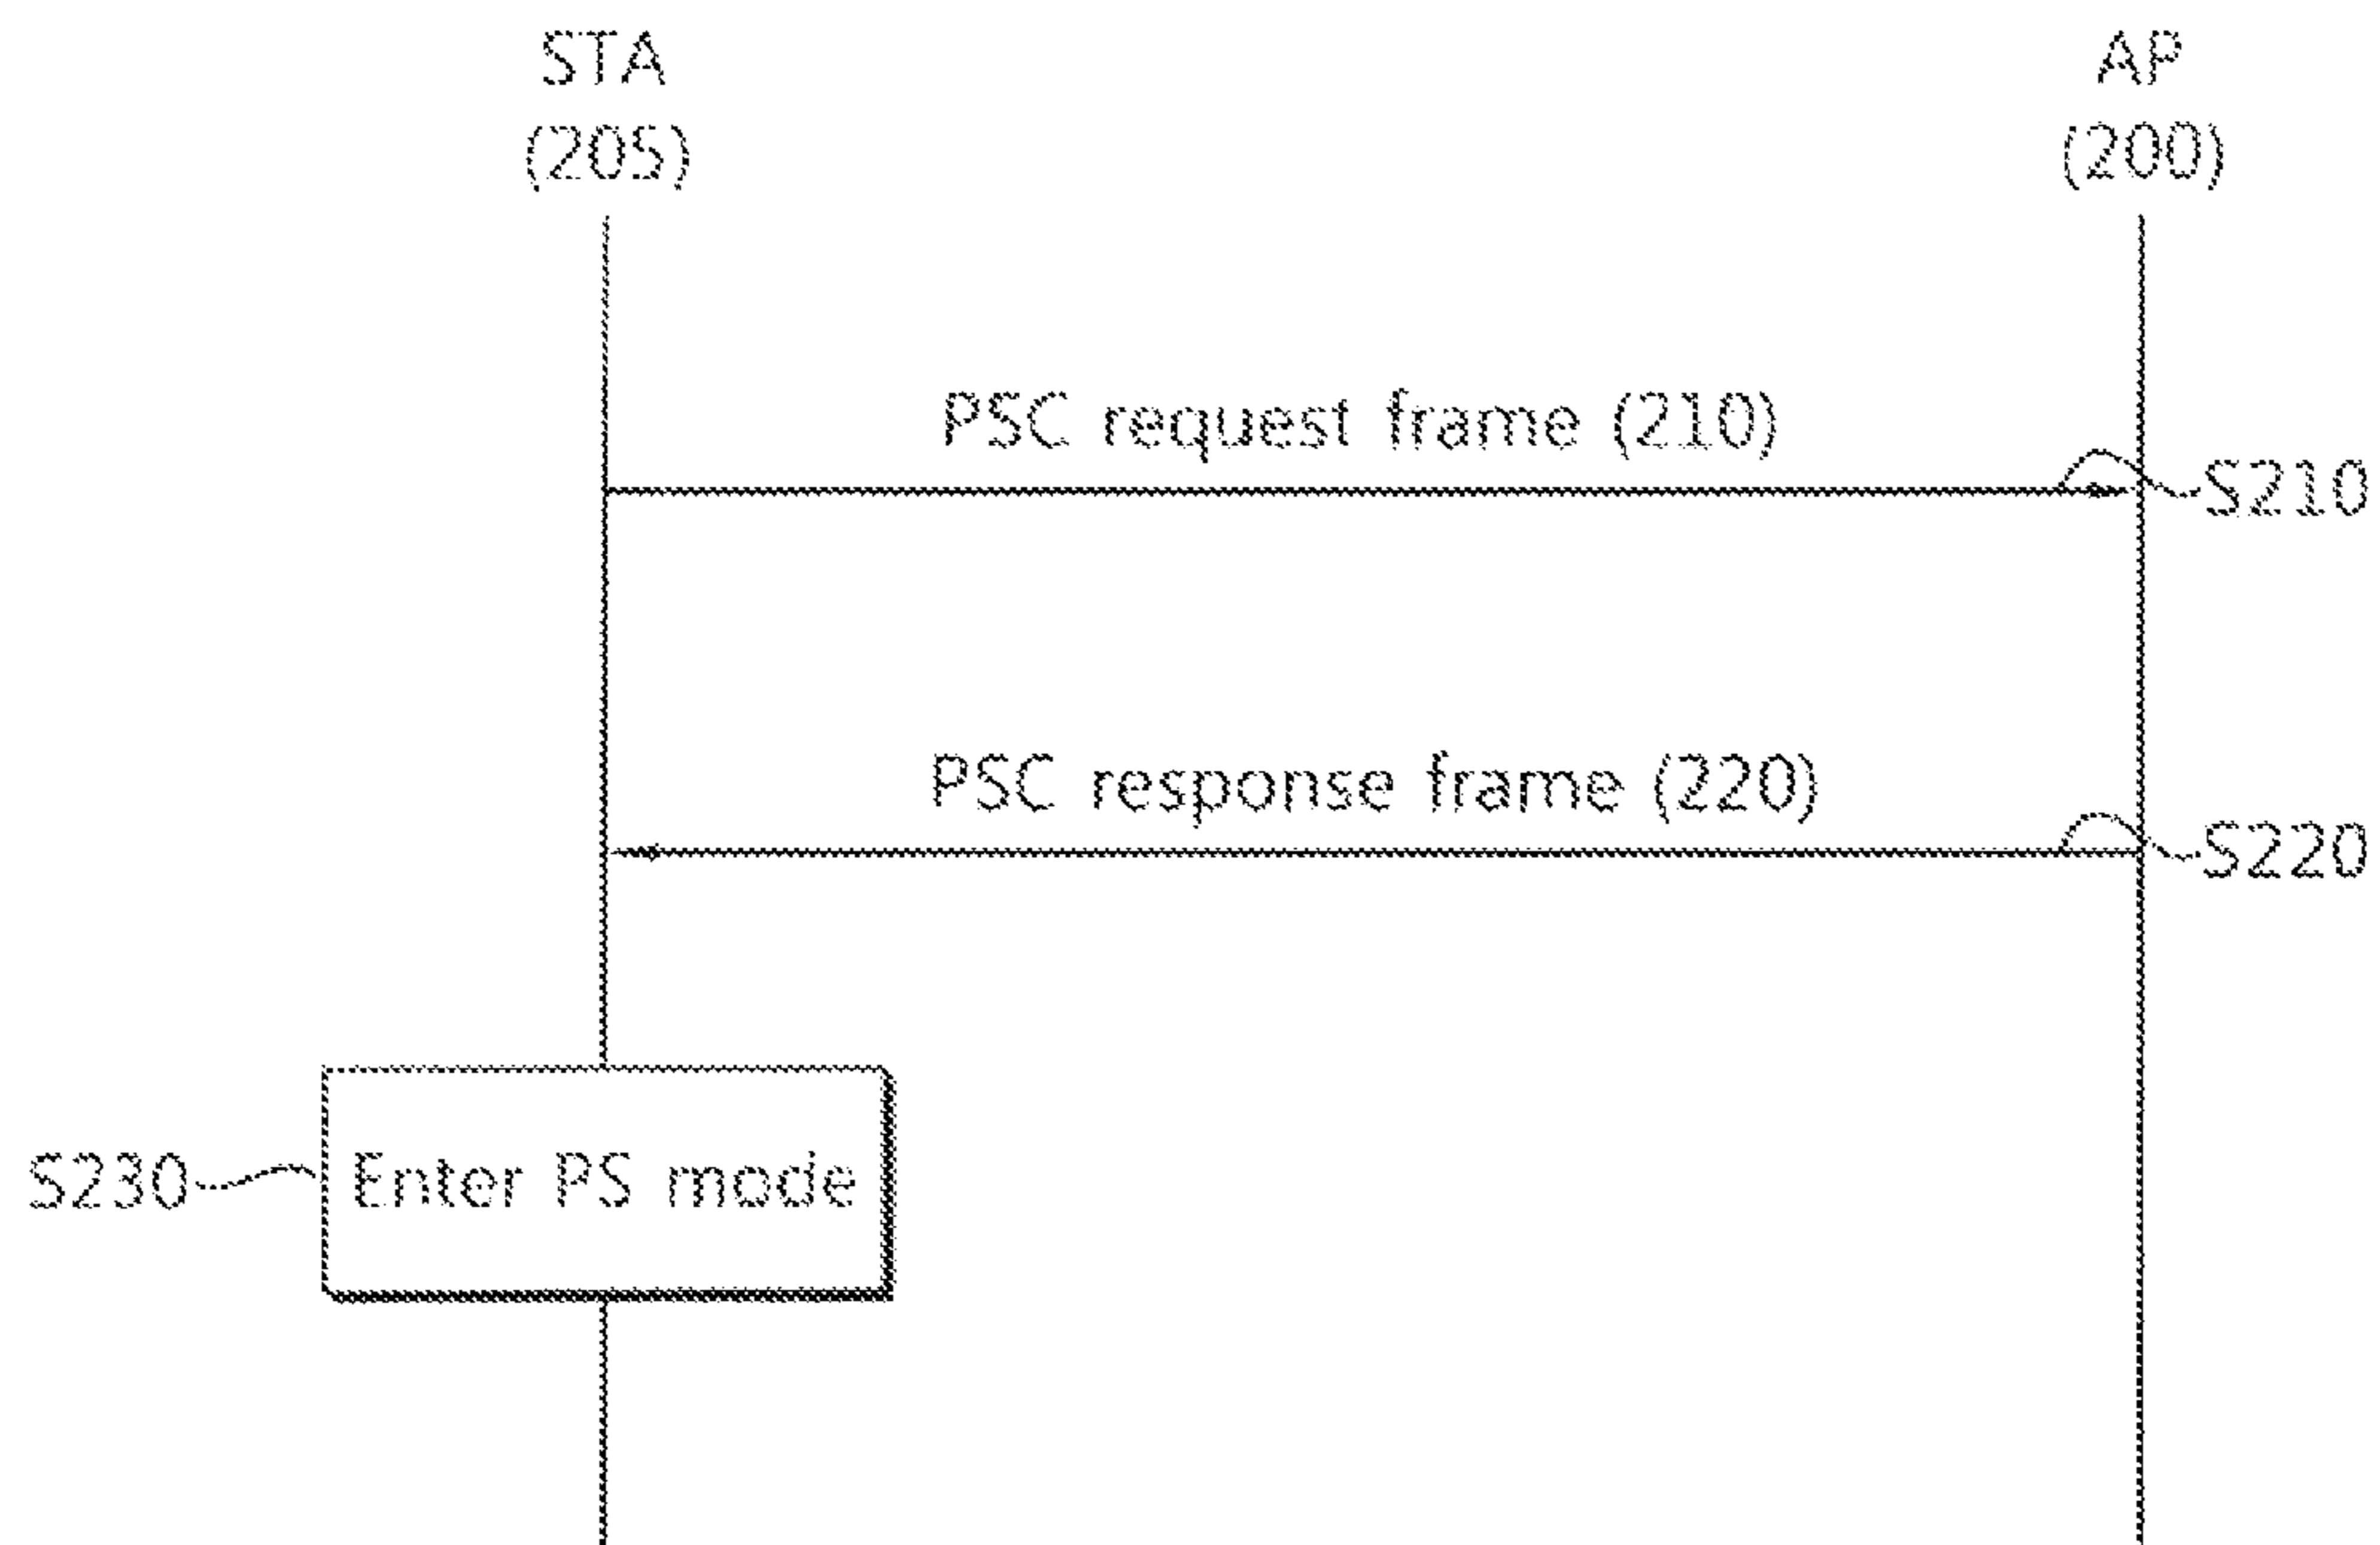 STA
(205)
AP
(200)
PSC request frame (210)
S210
PSC response frame (220)
S220
S230
Enter PS mode